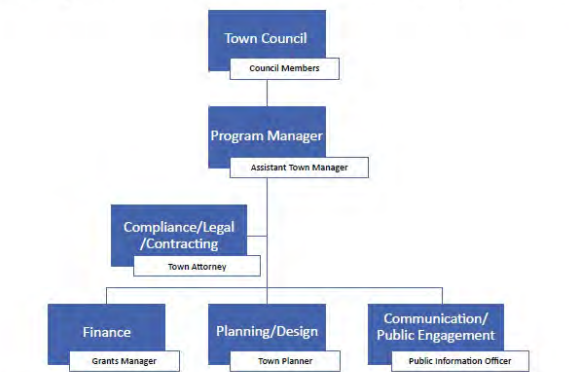 Town Council
Council Members
Program Manager
Assistant Town Manager
Compliance/Legal
/Contracting
Town Attorney
Finance
Grants Manager
Planning/Design
Town Planner
Communication/
Public Engagement
Public Information Officer